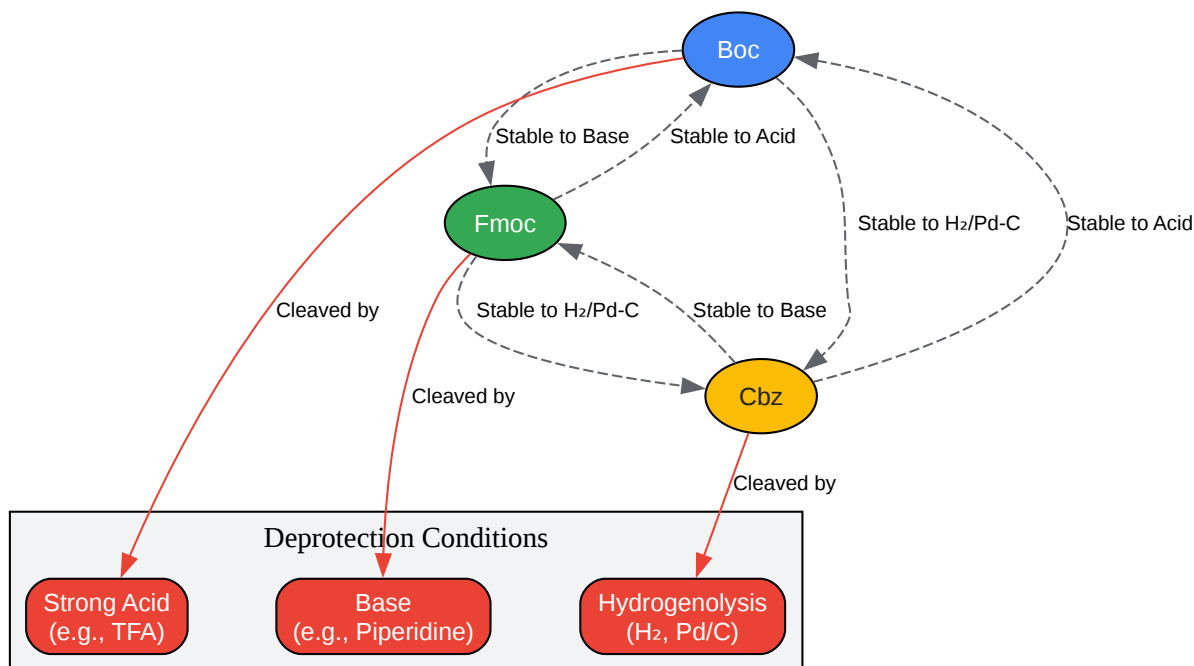 Boc
Stable to Base
Stable to Acid
Fmoc
Stable to H₂/Pd-C
Stable to Acid
Cleaved by
Stable to H₂/Pd-C
Stable to Base
Cleaved by
Cbz
Cleaved by
Deprotection Conditions
Strong Acid
(e.g., TFA)
Base
(e.g., Piperidine)
Hydrogenolysis
(H₂, Pd/C)